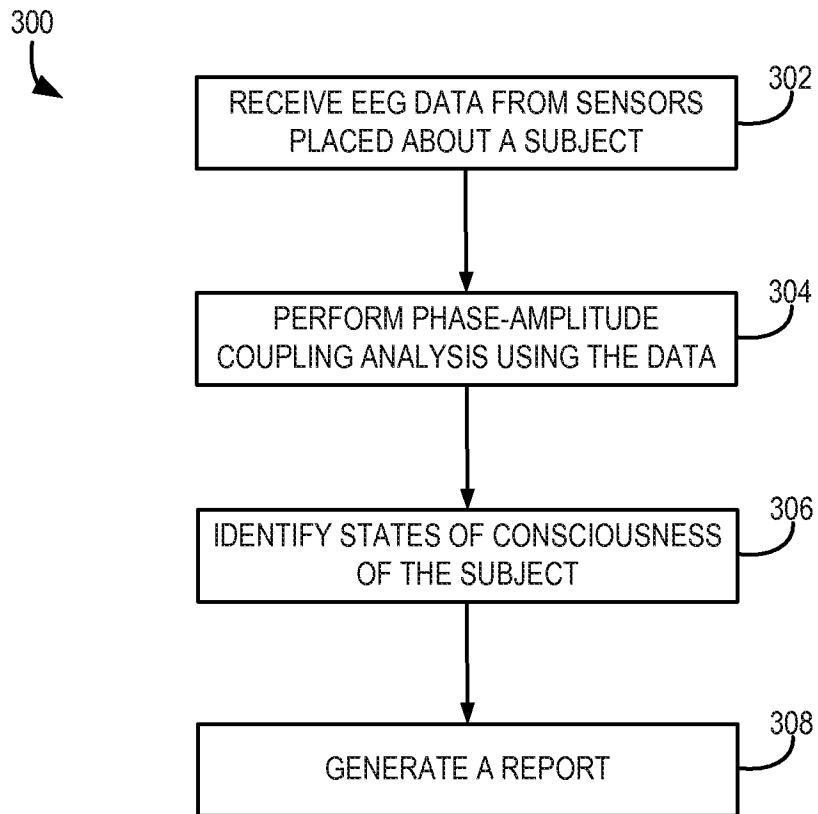 300
302
RECEIVE EEG DATA FROM SENSORS
PLACED ABOUT A SUBJECT
304
PERFORM PHASE-AMPLITUDE
COUPLING ANALYSIS USING THE DATA
306
IDENTIFY STATES OF CONSCIOUSNESS
OF THE SUBJECT
308
GENERATE A REPORT